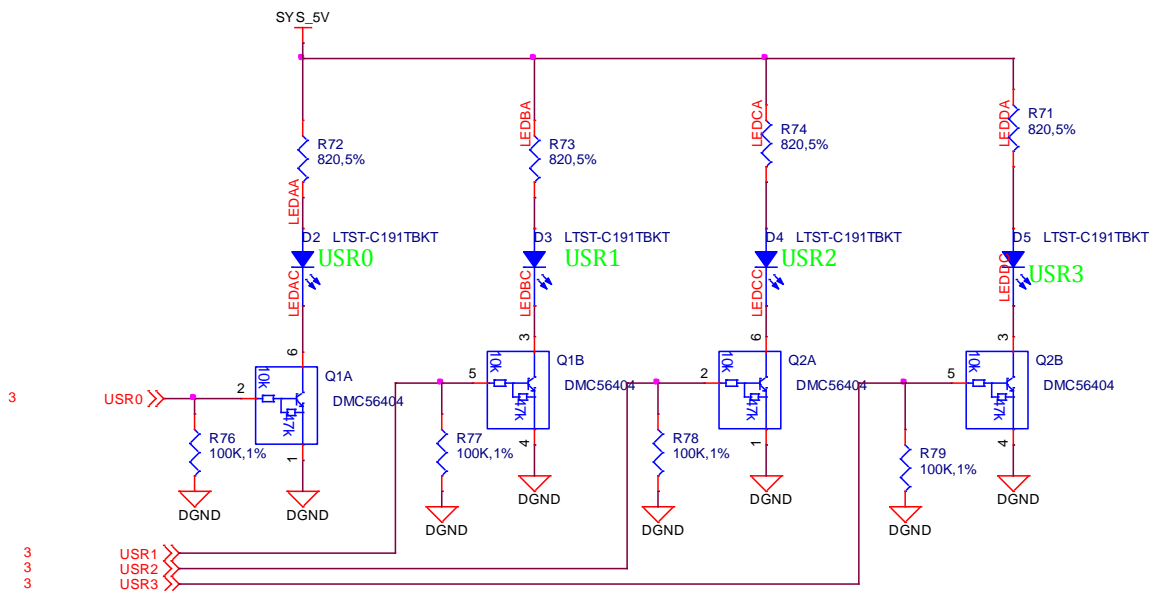 SYS_5V
LEDBA
LEDCA
LEDDA
R72
820,5%
R73
820,5%
R74
820,5%
R71
820,5%
LEDAA
D2 LTST-C191TBKT
USR0
D3 LTST-C191TBKT
USR1
D4 LTST-C191TBKT
USR2
D5 LTST-C191TBKT
USR3
LEDAC
LEDBC
LEDCC
LEDDC
6
3
6
3
10k
47k
Q1A
DMC56404
10k
47k
Q1B
DMC56404
10k
47k
Q2A
DMC56404
10k
47k
Q2B
DMC56404
2
5
2
5
3 USR0
R76
100K,1%
R77
100K,1%
R78
100K,1%
R79
100K,1%
1
4
1
4
DGND
DGND
DGND
DGND
DGND
DGND
DGND
DGND
3 USR1
3 USR2
3 USR3